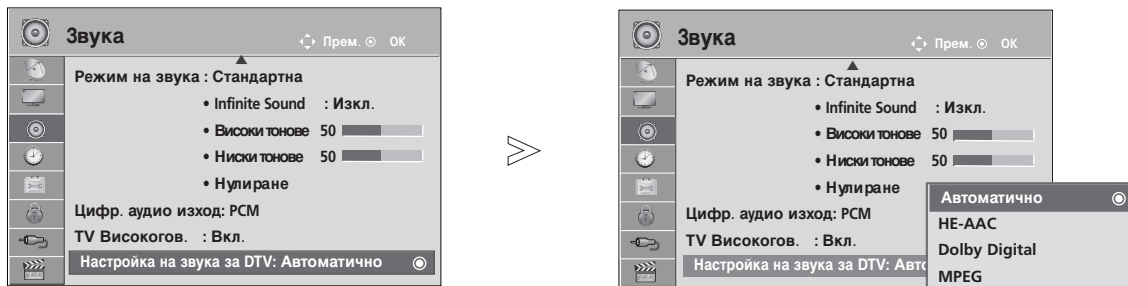 Звука
Прем. ОК
Режим на звука : Стандартна
• Infinite Sound : Изкл.
• Високи тонове 50
• Ниски тонове 50
• Нулиране
Цифр. аудио изход: PCM
TV Високогов. : Вкл.
Настройка на звука за DTV: Автоматично
Звука
Прем. ОК
Режим на звука : Стандартна
• Infinite Sound : Изкл.
• Високи тонове 50
• Ниски тонове 50
• Нулиране
Цифр. аудио изход: PCM
TV Високогов. : Вкл.
Настройка на звука за DTV: Авто
Автоматично
HE-AAC
Dolby Digital
MPEG